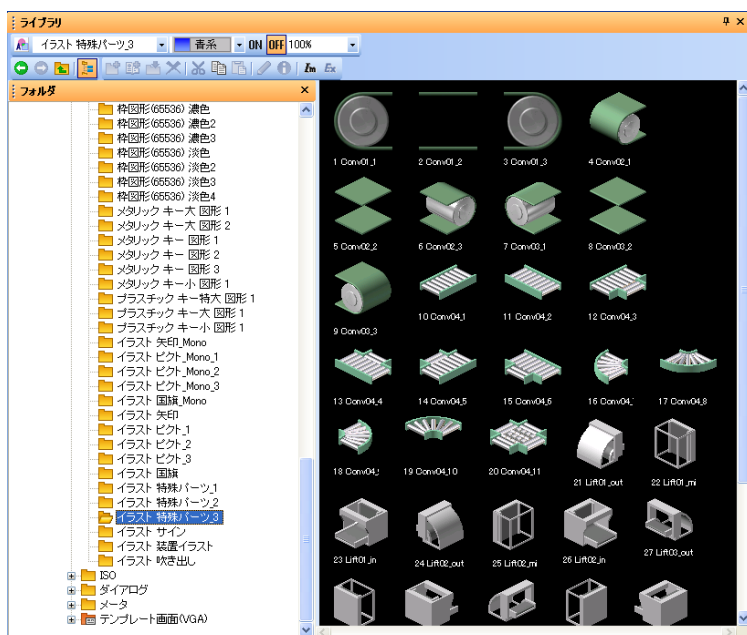 ライブラリ
イラスト 特殊パーツ_3 青系 ON OFF 100%
Im Ex
フォルダ
枠図形(65536) 濃色
枠図形(65536) 濃色2
枠図形(65536) 濃色3
枠図形(65536) 淡色
枠図形(65536) 淡色2
枠図形(65536) 淡色3
枠図形(65536) 淡色4
メタリック キー大 図形 1
メタリック キー大 図形 2
メタリック キー 図形 1
メタリック キー 図形 2
メタリック キー 図形 3
メタリック キー小 図形 1
プラスチック キー特大 図形 1
プラスチック キー大 図形 1
プラスチック キー小 図形 1
イラスト 矢印_Mono
イラスト ピクト_Mono_1
イラスト ピクト_Mono_2
イラスト ピクト_Mono_3
イラスト 国旗_Mono
イラスト 矢印
イラスト ピクト_1
イラスト ピクト_2
イラスト ピクト_3
イラスト 国旗
イラスト 特殊パーツ_1
イラスト 特殊パーツ_2
イラスト 特殊パーツ_3
イラスト サイン
イラスト 装置イラスト
イラスト 吹き出し
ISO
ダイアログ
メータ
テンプレート画面(VGA)
1 Conv01_1 2 Conv01_2 3 Conv01_3 4 Conv02_1
5 Conv02_2 6 Conv02_3 7 Conv03_1 8 Conv03_2
9 Conv03_3 10 Conv04_1 11 Conv04_2 12 Conv04_3
13 Conv04_4 14 Conv04_5 15 Conv04_6 16 Conv04_ 17 Conv04_8
18 Conv04_ 19 Conv04_10 20 Conv04_11 21 Lift01_out 22 Lift01_mi
23 Lift01_in 24 Lift02_out 25 Lift02_mi 26 Lift02_in 27 Lift03_out